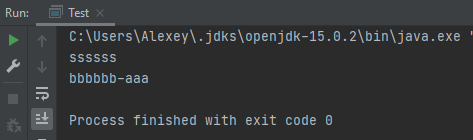 Run: Test ×
C:\Users\Alexey\.jdks\openjdk-15.0.2\bin\java.exe "
ssssss
bbbbbb-aaa
Process finished with exit code 0